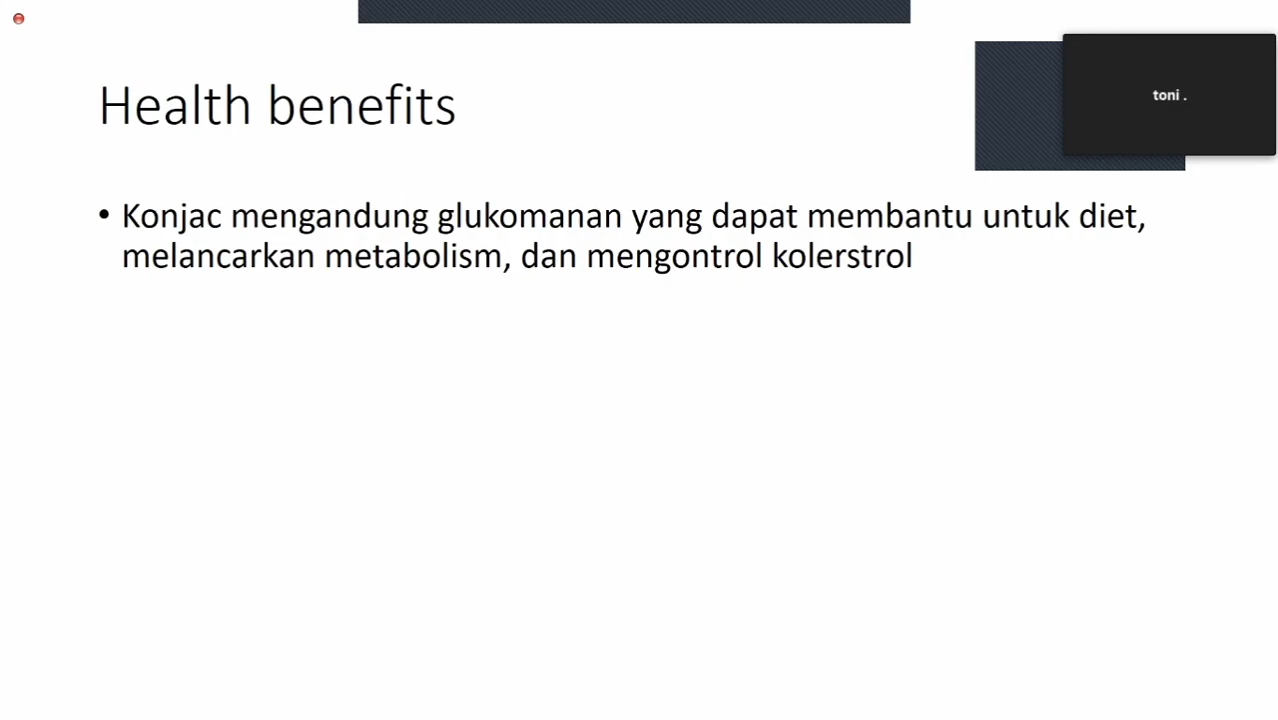 toni .
Health benefits
• Konjac mengandung glukomanan yang dapat membantu untuk diet,
melancarkan metabolism, dan mengontrol kolerstrol